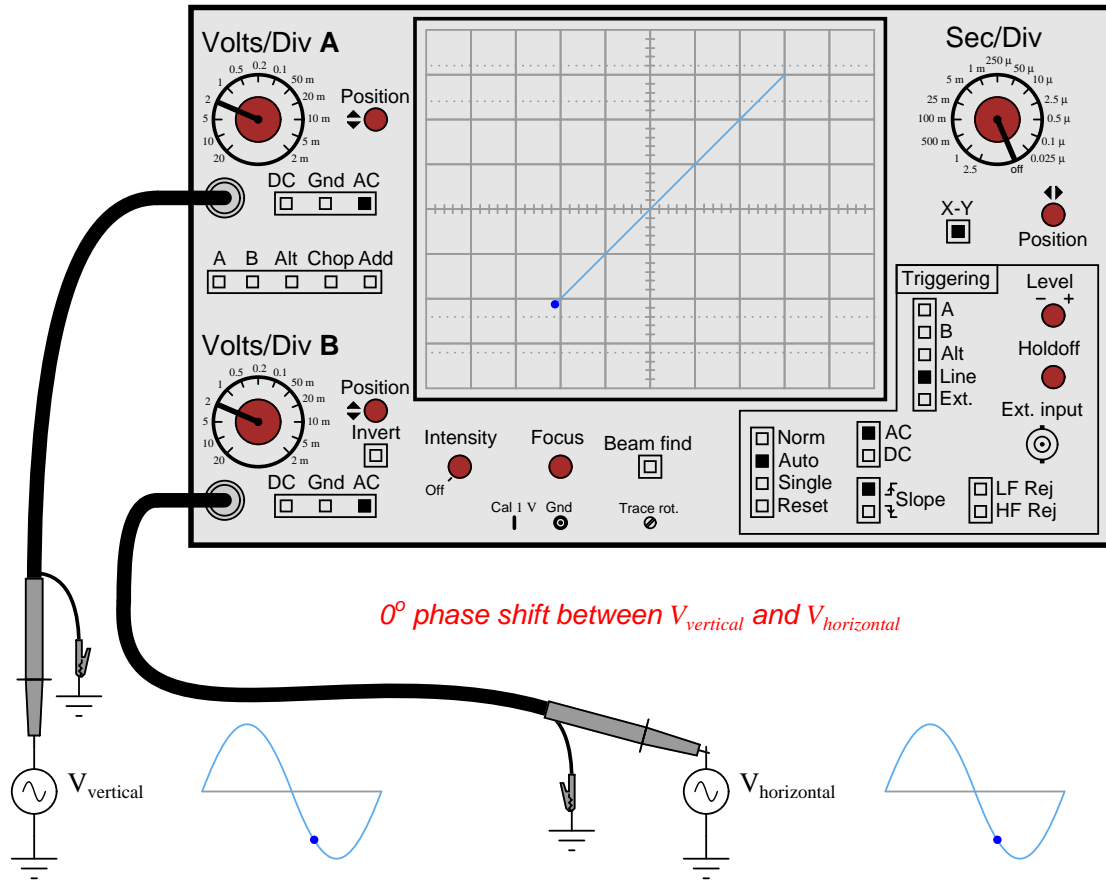 Volts/Div A
0.5 0.2 0.1
1 50 m
2 20 m
5 10 m
10 5 m
20 2 m
Position
DC Gnd AC
A B Alt Chop Add
Volts/Div B
0.5 0.2 0.1
1 50 m
2 20 m
5 10 m
10 5 m
20 2 m
Position
Invert
DC Gnd AC
Intensity
Off
Focus
Beam find
Cal 1 V Gnd
Trace rot.
Sec/Div
250 µ
1 m 50 µ
5 m 10 µ
25 m 2.5 µ
100 m 0.5 µ
500 m 0.1 µ
1 0.025 µ
2.5 off
X-Y
Position
Triggering
A
B
Alt
Line
Ext.
Level
− +
Holdoff
Ext. input
Norm
Auto
Single
Reset
AC
DC
Slope
LF Rej
HF Rej
0o phase shift between Vvertical and Vhorizontal
Vvertical
Vhorizontal